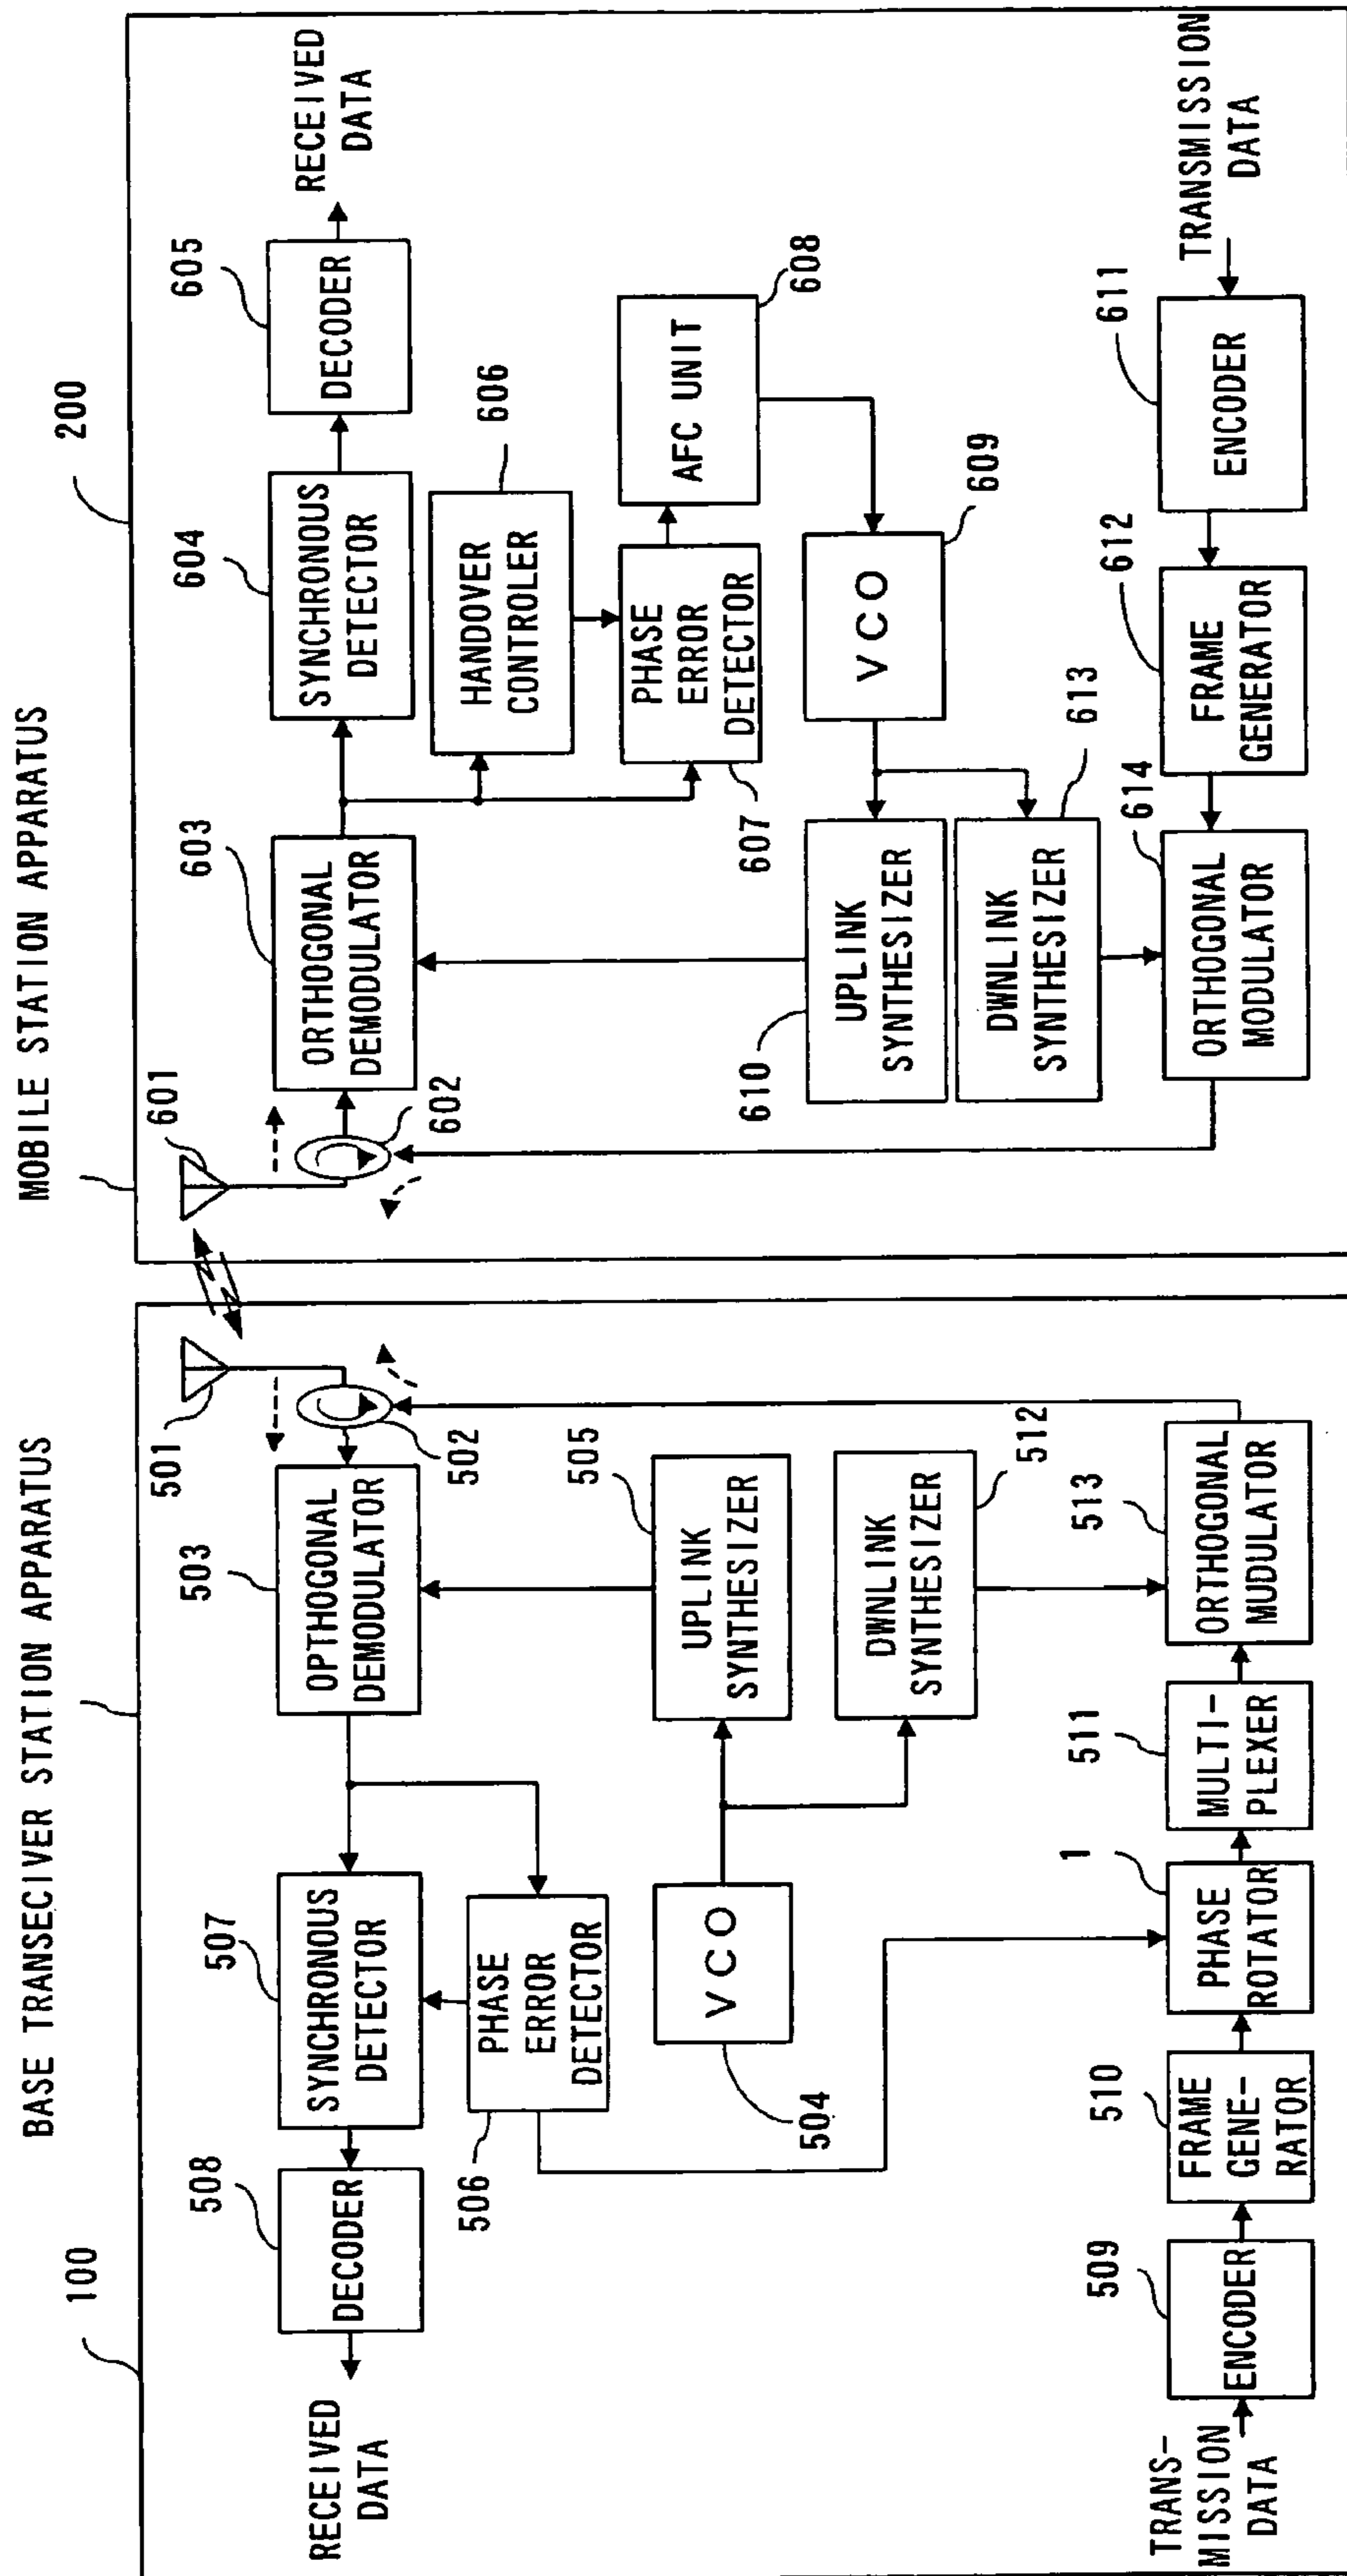 BASE TRANSECIVER STATION APPARATUS
100
RECEIVED
DATA
508
DECODER
507
SYNCHRONOUS
DETECTOR
503
OPTHOGONAL
DEMODULATOR
501
502
506
PHASE
ERROR
DETECTOR
505
UPLINK
SYNTHESIZER
504
VCO
512
DWNLINK
SYNTHESIZER
TRANS-
MISSION
DATA
509
ENCODER
510
FRAME
GENE-
RATOR
1
PHASE
ROTATOR
511
MULTI-
PLEXER
513
ORTHOGONAL
MUDULATOR
MOBILE STATION APPARATUS
200
601
602
603
ORTHOGONAL
DEMODULATOR
604
SYNCHRONOUS
DETECTOR
605
DECODER
RECEIVED
DATA
606
HANDOVER
CONTROLER
607
PHASE
ERROR
DETECTOR
608
AFC UNIT
609
VCO
610
UPLINK
SYNTHESIZER
613
DWNLINK
SYNTHESIZER
614
ORTHOGONAL
MODULATOR
612
FRAME
GENERATOR
611
ENCODER
TRANSMISSION
DATA